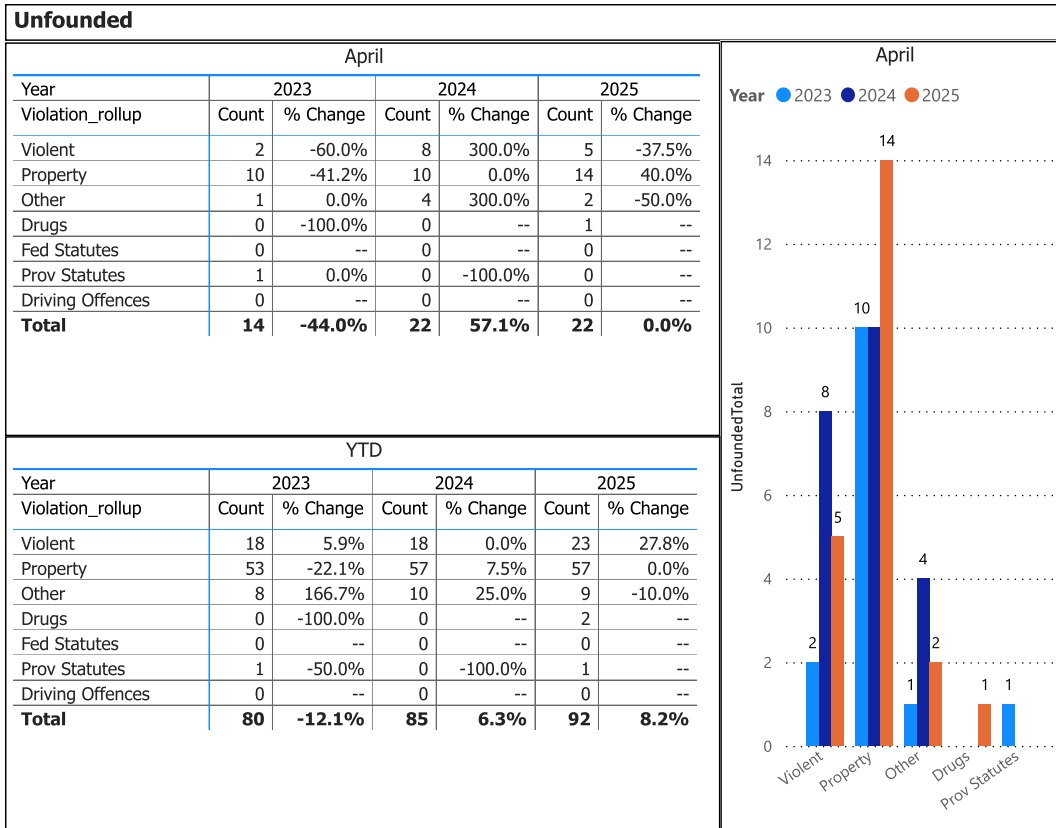 Unfounded
April
Year 2023 2024 2025
Violation_rollup Count % Change Count % Change Count % Change
Violent 2 -60.0% 8 300.0% 5 -37.5%
Property 10 -41.2% 10 0.0% 14 40.0%
Other 1 0.0% 4 300.0% 2 -50.0%
Drugs 0 -100.0% 0 -- 1 --
Fed Statutes 0 -- 0 -- 0 --
Prov Statutes 1 0.0% 0 -100.0% 0 --
Driving Offences 0 -- 0 -- 0 --
Total 14 -44.0% 22 57.1% 22 0.0%
YTD
Year 2023 2024 2025
Violation_rollup Count % Change Count % Change Count % Change
Violent 18 5.9% 18 0.0% 23 27.8%
Property 53 -22.1% 57 7.5% 57 0.0%
Other 8 166.7% 10 25.0% 9 -10.0%
Drugs 0 -100.0% 0 -- 2 --
Fed Statutes 0 -- 0 -- 0 --
Prov Statutes 1 -50.0% 0 -100.0% 1 --
Driving Offences 0 -- 0 -- 0 --
Total 80 -12.1% 85 6.3% 92 8.2%
April
Year 2023 2024 2025
UnfoundedTotal
14
12
10
8
6
4
2
0
2
8
5
10
14
1
4
2
1
1
Violent
Property
Other
Drugs
Prov Statutes